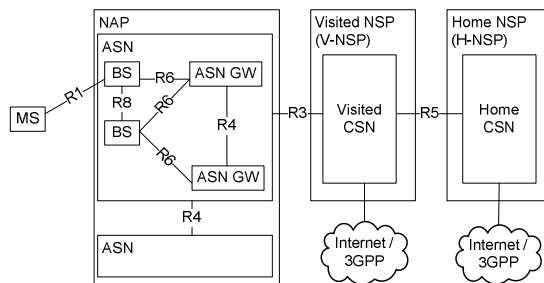 NAP
Visited NSP
(V-NSP)
Home NSP
(H-NSP)
ASN
BS
R6
ASN GW
R1
R8
R6
MS
BS
R4
R3
Visited
CSN
R5
Home
CSN
R6
ASN GW
R4
ASN
Internet /
3GPP
Internet /
3GPP